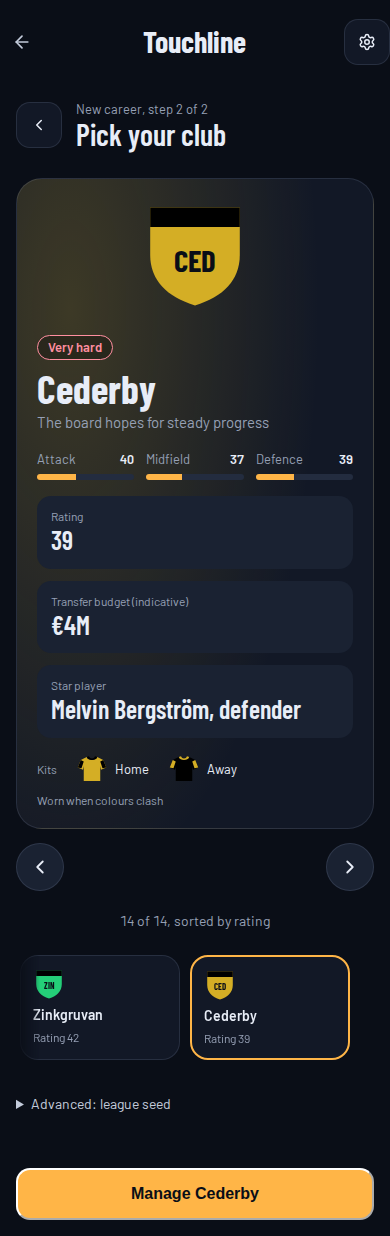 Touchline
New career, step 2 of 2
Pick your club
CED
Very hard
Cederby
The board hopes for steady progress
Attack 40 Midfield 37 Defence 39
Rating
39
Transfer budget (indicative)
€4M
Star player
Melvin Bergström, defender
Kits Home Away
Worn when colours clash
14 of 14, sorted by rating
ZIN CED
Zinkgruvan Cederby
Rating 42 Rating 39
Advanced: league seed
Manage Cederby